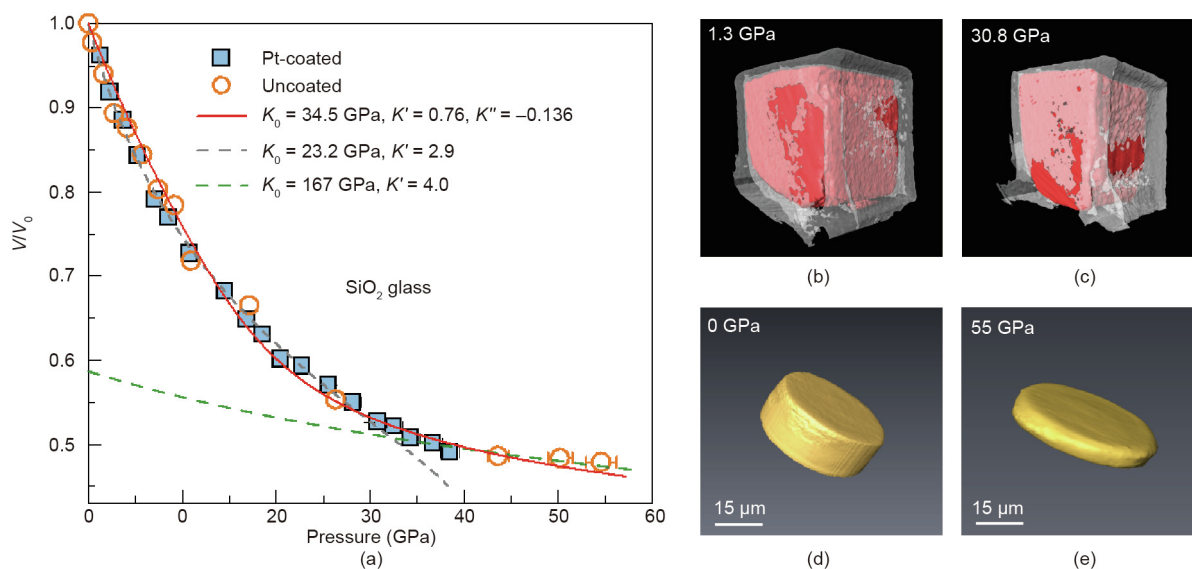 1.0
0.9
0.8
0.7
0.6
0.5
V/V₀
0 0 20 30 40 50 60
Pressure (GPa)
(a)
Pt-coated
Uncoated
K₀ = 34.5 GPa, K′ = 0.76, K″ = –0.136
K₀ = 23.2 GPa, K′ = 2.9
K₀ = 167 GPa, K′ = 4.0
SiO₂ glass
1.3 GPa
(b)
30.8 GPa
(c)
0 GPa
15 μm
(d)
55 GPa
15 μm
(e)